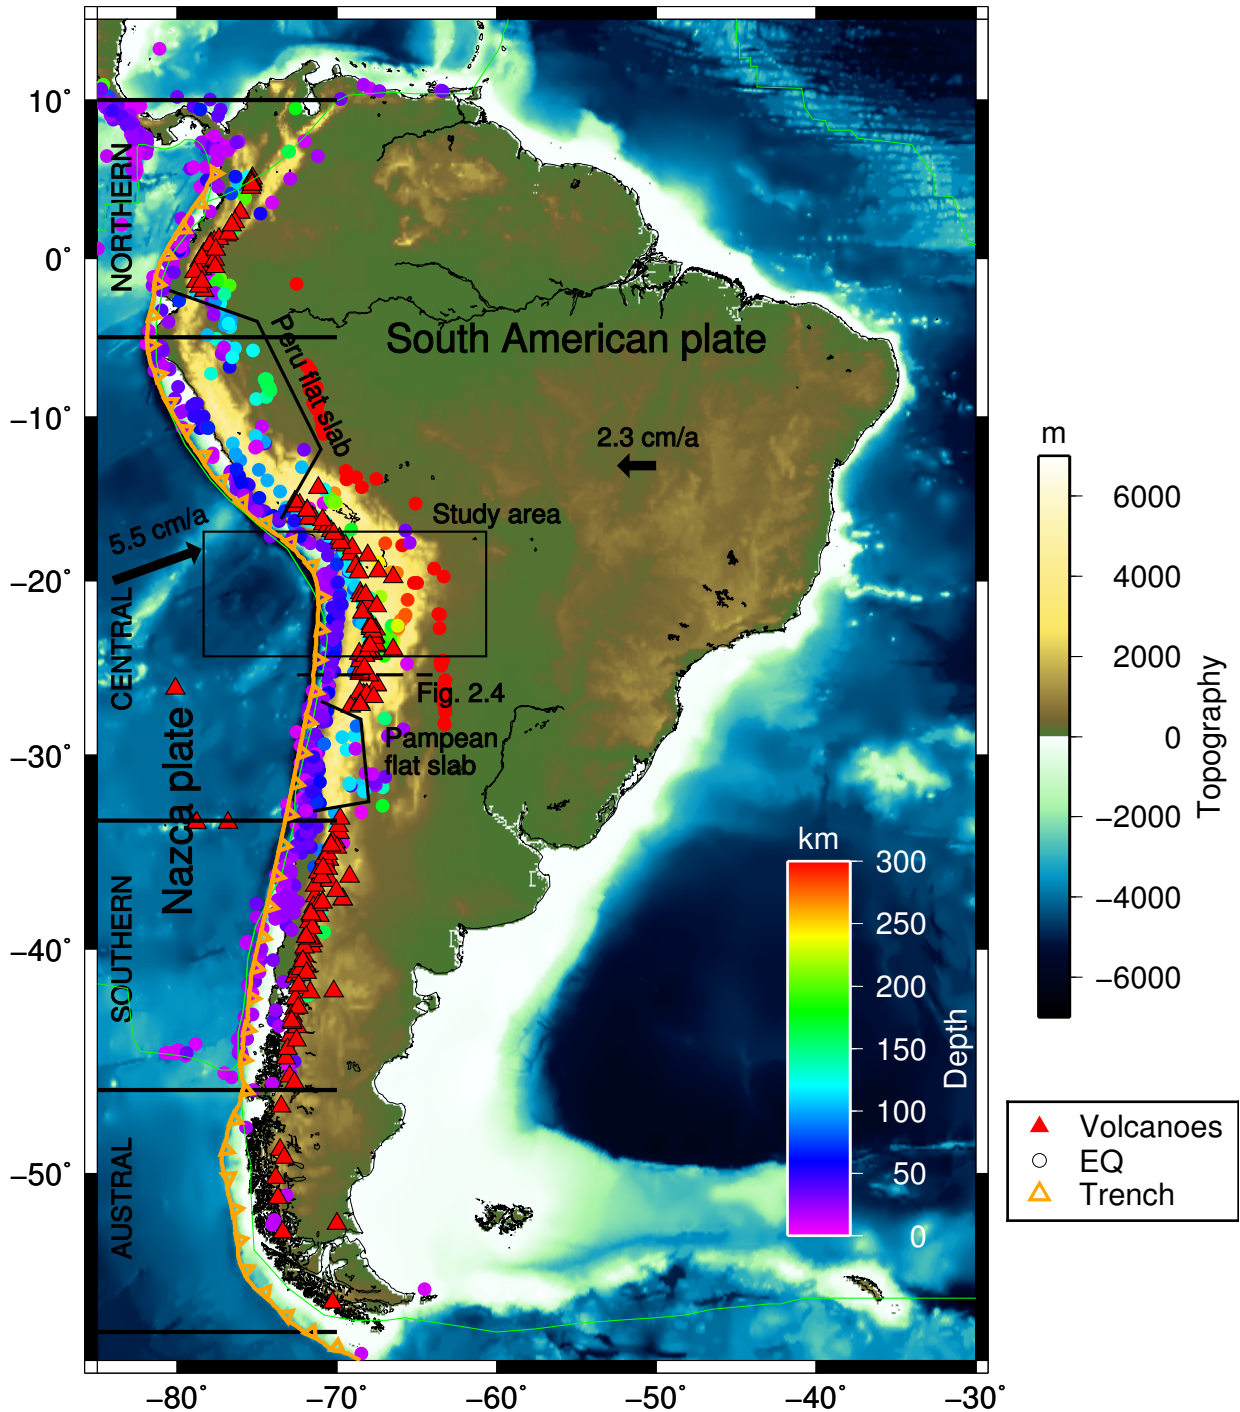 10°
0°
−10°
−20°
−30°
−40°
−50°
−80°
−70°
−60°
−50°
−40°
−30°
NORTHERN
CENTRAL
SOUTHERN
AUSTRAL
Peru flat slab
South American plate
2.3 cm/a
5.5 cm/a
Study area
Fig. 2.4
Pampean
flat slab
Nazca plate
km
300
250
200
150
100
50
0
Depth
m
6000
4000
2000
0
−2000
−4000
−6000
Topography
Volcanoes
EQ
Trench